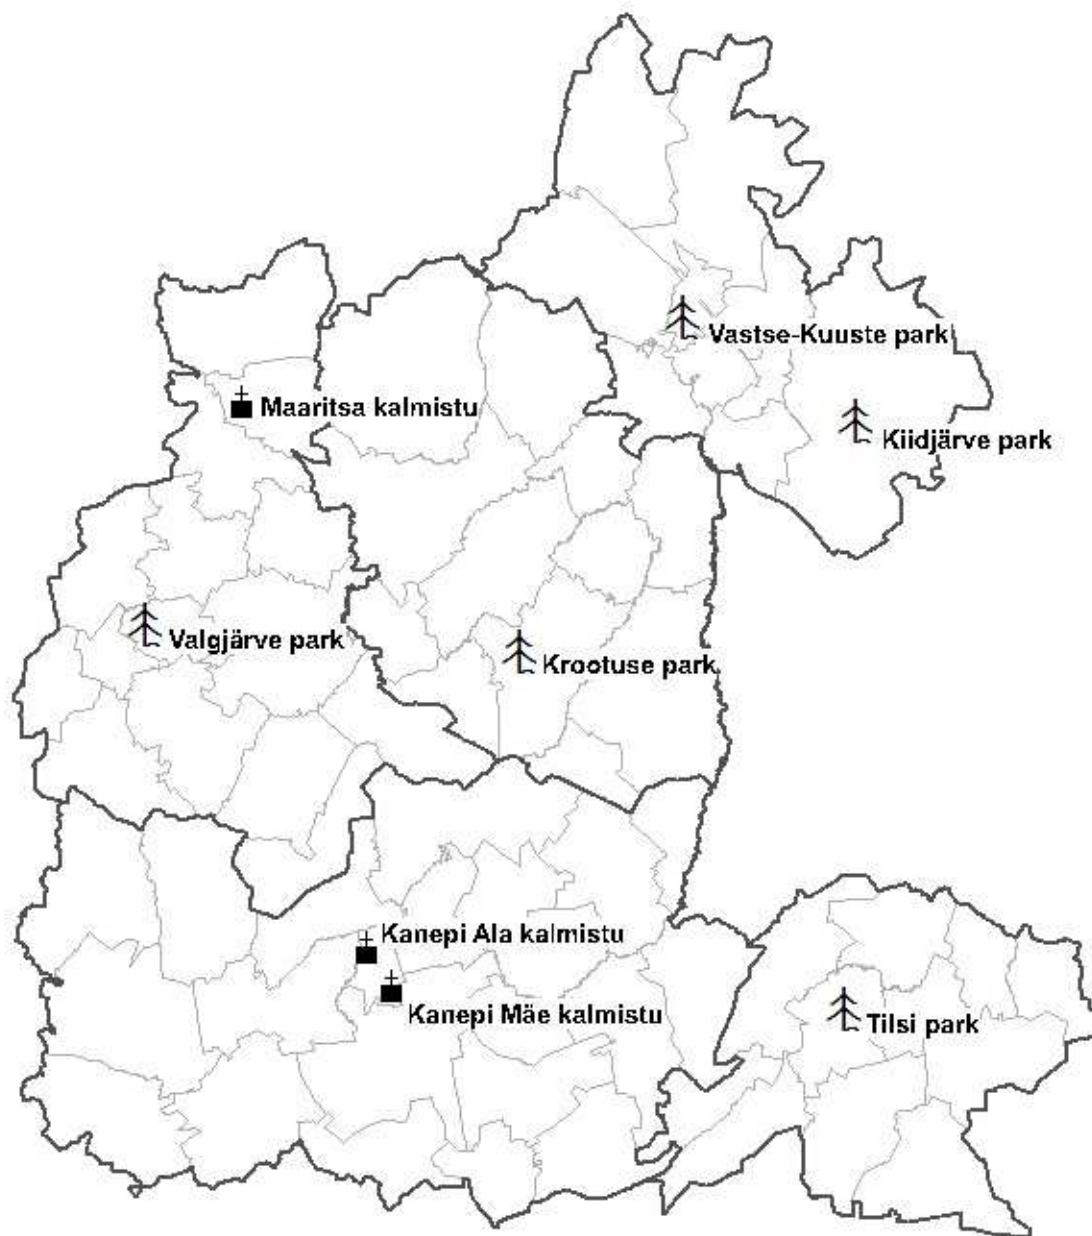 Vastse-Kuuste park
Maaritsa kalmistu
Kiidjärve park
Valgjärve park
Krootuse park
Kanepi Ala kalmistu
Kanepi Mäe kalmistu
Tilsi park